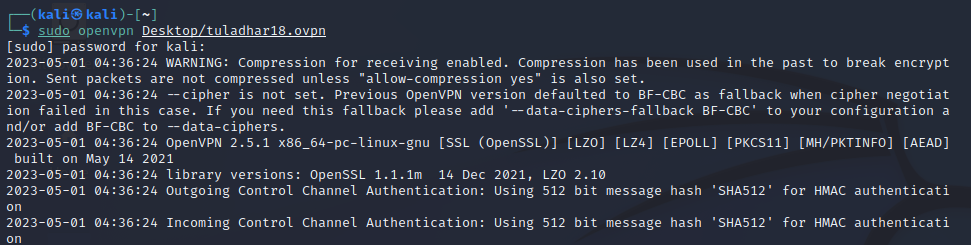 ┌──(kali㉿kali)-[~]
└─$ sudo openvpn Desktop/tuladhar18.ovpn
[sudo] password for kali:
2023-05-01 04:36:24 WARNING: Compression for receiving enabled. Compression has been used in the past to break encrypt
ion. Sent packets are not compressed unless "allow-compression yes" is also set.
2023-05-01 04:36:24 --cipher is not set. Previous OpenVPN version defaulted to BF-CBC as fallback when cipher negotiat
ion failed in this case. If you need this fallback please add '--data-ciphers-fallback BF-CBC' to your configuration a
nd/or add BF-CBC to --data-ciphers.
2023-05-01 04:36:24 OpenVPN 2.5.1 x86_64-pc-linux-gnu [SSL (OpenSSL)] [LZO] [LZ4] [EPOLL] [PKCS11] [MH/PKTINFO] [AEAD]
 built on May 14 2021
2023-05-01 04:36:24 library versions: OpenSSL 1.1.1m  14 Dec 2021, LZO 2.10
2023-05-01 04:36:24 Outgoing Control Channel Authentication: Using 512 bit message hash 'SHA512' for HMAC authenticati
on
2023-05-01 04:36:24 Incoming Control Channel Authentication: Using 512 bit message hash 'SHA512' for HMAC authenticati
on